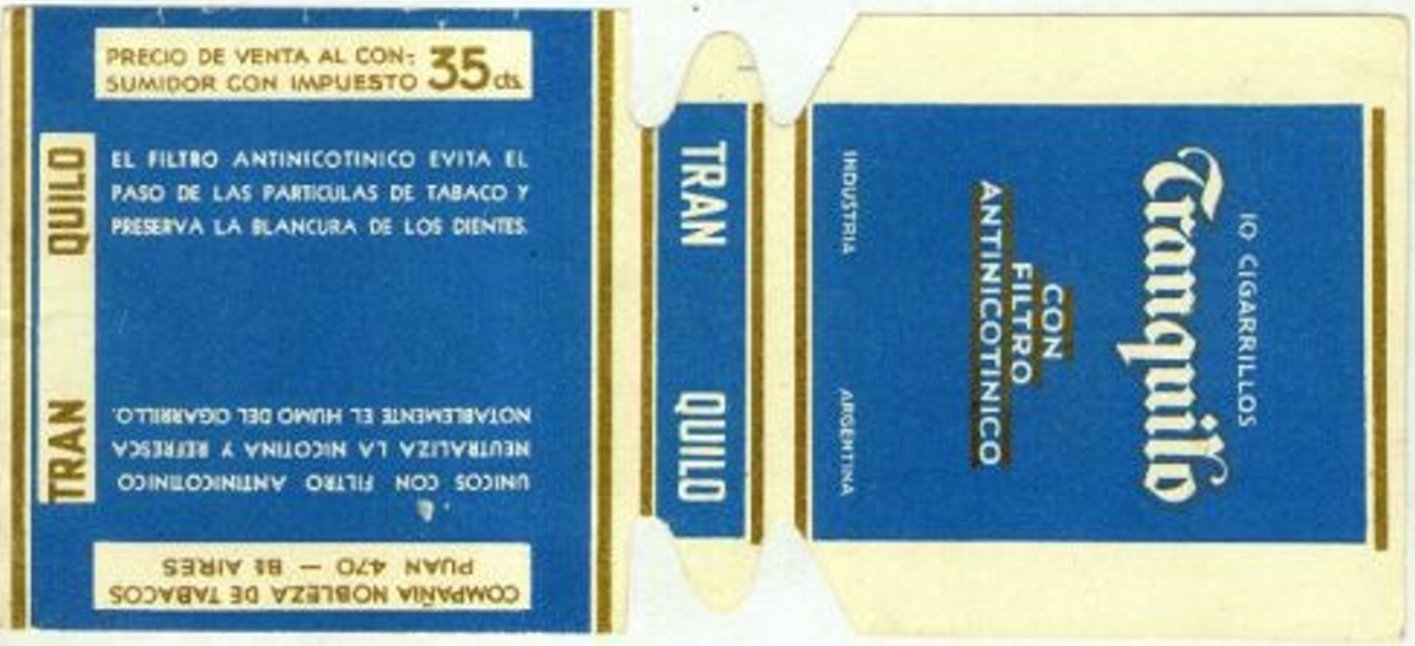 PRECIO DE VENTA AL CON-
SUMIDOR CON IMPUESTO 35 cts.
EL FILTRO ANTINICOTINICO EVITA EL
PASO DE LAS PARTICULAS DE TABACO Y
PRESERVA LA BLANCURA DE LOS DIENTES.
TRAN QUILO
UNICOS CON FILTRO ANTINICOTINICO
NEUTRALIZA LA NICOTINA Y REFRESCA
NOTABLEMENTE EL HUMO DEL CIGARRILLO.
COMPAÑIA NOBLEZA DE TABACOS
PUAN 470 — Bs AIRES
TRAN QUILO
10 CIGARRILLOS
Tranquilo
CON
FILTRO
ANTINICOTINICO
INDUSTRIA ARGENTINA